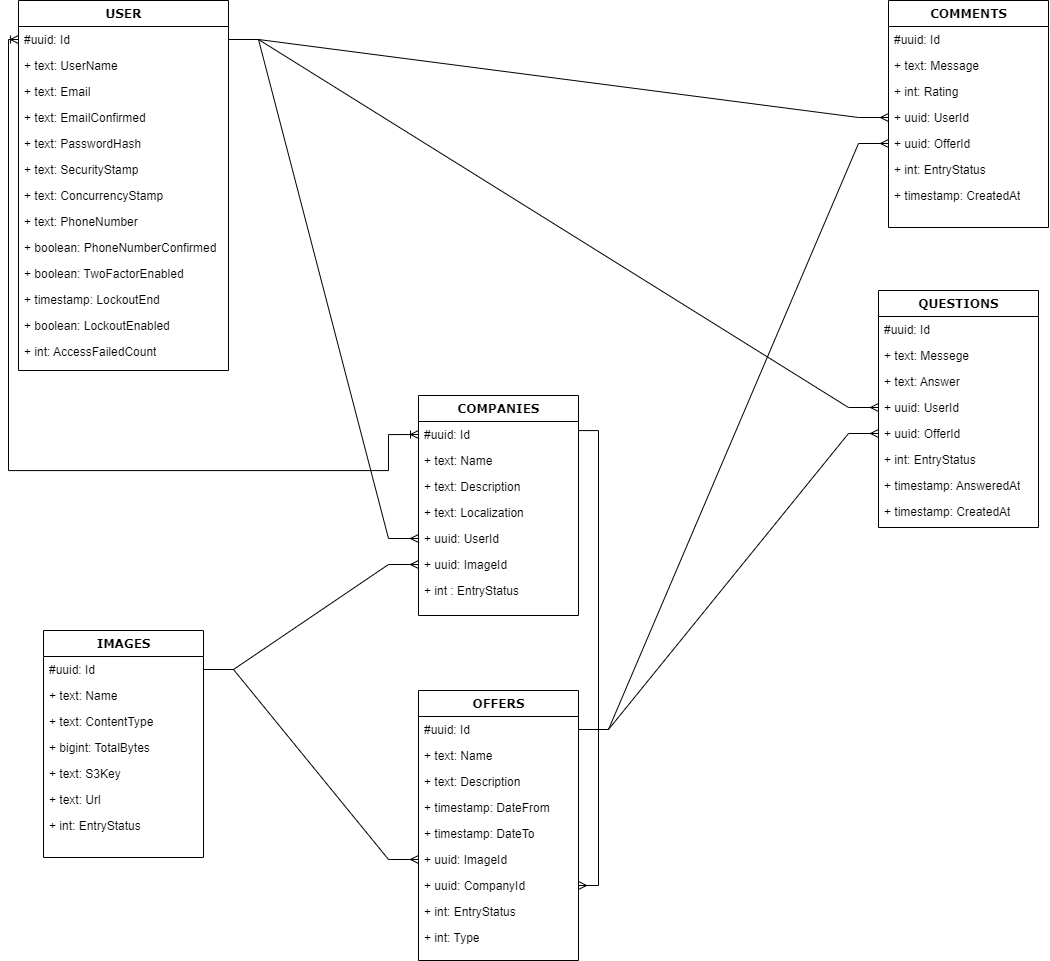 USER
#uuid: Id
+ text: UserName
+ text: Email
+ text: EmailConfirmed
+ text: PasswordHash
+ text: SecurityStamp
+ text: ConcurrencyStamp
+ text: PhoneNumber
+ boolean: PhoneNumberConfirmed
+ boolean: TwoFactorEnabled
+ timestamp: LockoutEnd
+ boolean: LockoutEnabled
+ int: AccessFailedCount
COMMENTS
#uuid: Id
+ text: Message
+ int: Rating
+ uuid: UserId
+ uuid: OfferId
+ int: EntryStatus
+ timestamp: CreatedAt
QUESTIONS
#uuid: Id
+ text: Messege
+ text: Answer
+ uuid: UserId
+ uuid: OfferId
+ int: EntryStatus
+ timestamp: AnsweredAt
+ timestamp: CreatedAt
COMPANIES
#uuid: Id
+ text: Name
+ text: Description
+ text: Localization
+ uuid: UserId
+ uuid: ImageId
+ int : EntryStatus
IMAGES
#uuid: Id
+ text: Name
+ text: ContentType
+ bigint: TotalBytes
+ text: S3Key
+ text: Url
+ int: EntryStatus
OFFERS
#uuid: Id
+ text: Name
+ text: Description
+ timestamp: DateFrom
+ timestamp: DateTo
+ uuid: ImageId
+ uuid: CompanyId
+ int: EntryStatus
+ int: Type